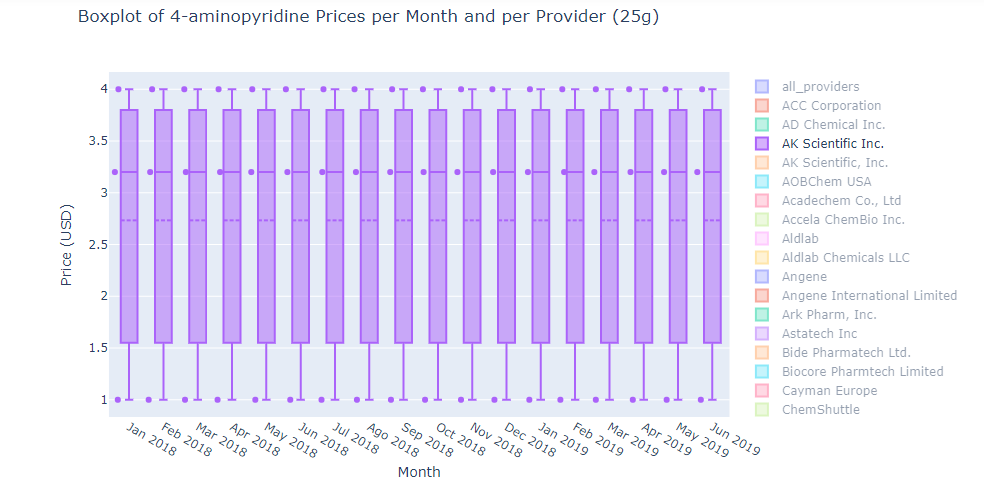 Boxplot of 4-aminopyridine Prices per Month and per Provider (25g)
4
3.5
3
2.5
2
1.5
1
Price (USD)
Jan 2018
Feb 2018
Mar 2018
Apr 2018
May 2018
Jun 2018
Jul 2018
Ago 2018
Sep 2018
Oct 2018
Nov 2018
Dec 2018
Jan 2019
Feb 2019
Mar 2019
Apr 2019
May 2019
Jun 2019
Month
all_providers
ACC Corporation
AD Chemical Inc.
AK Scientific Inc.
AK Scientific, Inc.
AOBChem USA
Acadechem Co., Ltd
Accela ChemBio Inc.
Aldlab
Aldlab Chemicals LLC
Angene
Angene International Limited
Ark Pharm, Inc.
Astatech Inc
Bide Pharmatech Ltd.
Biocore Pharmtech Limited
Cayman Europe
ChemShuttle